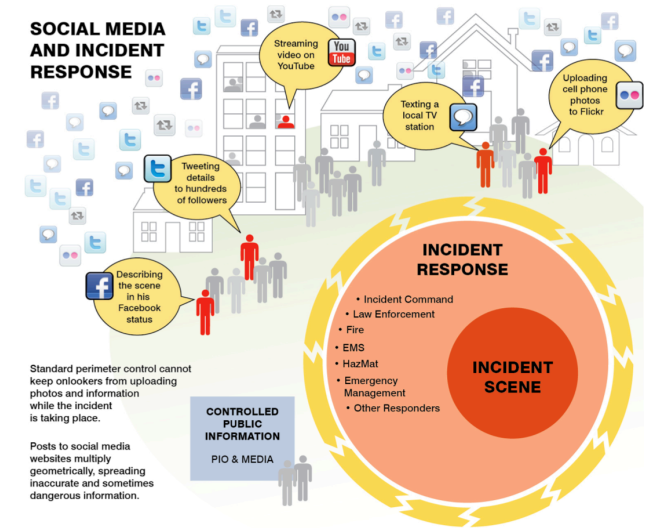 SOCIAL MEDIA
AND INCIDENT
RESPONSE
Streaming
video on
YouTube
You
Tube
Texting a
local TV
station
Uploading
cell phone
photos
to Flickr
Tweeting
details
to hundreds
of followers
Describing
the scene
in his
Facebook
status
INCIDENT
RESPONSE
• Incident Command
• Law Enforcement
• Fire
• EMS
• HazMat
• Emergency
Management
• Other Responders
INCIDENT
SCENE
Standard perimeter control cannot
keep onlookers from uploading
photos and information
while the incident
is taking place.
Posts to social media
websites multiply
geometrically, spreading
inaccurate and sometimes
dangerous information.
CONTROLLED
PUBLIC
INFORMATION
PIO & MEDIA